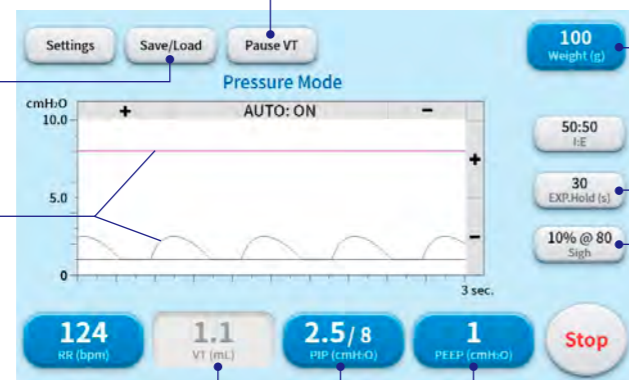 Settings
Save/Load
Pause VT
100
Weight (g)
Pressure Mode
cmH₂O
10.0
+ AUTO: ON −
+
5.0
−
0
3 sec.
50:50
I:E
30
EXP.Hold (s)
10% @ 80
Sigh
124
RR (bpm)
1.1
VT (mL)
2.5/ 8
PIP (cmH₂O)
1
PEEP (cmH₂O)
Stop